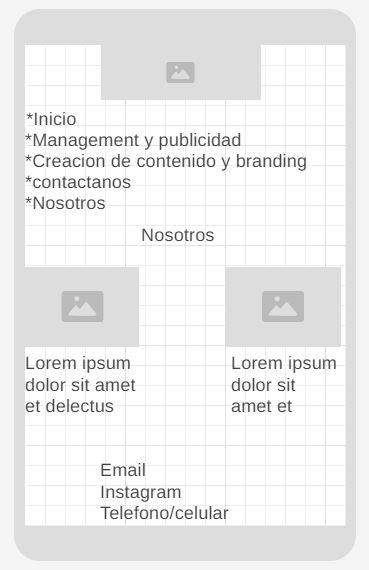 *Inicio
*Management y publicidad
*Creacion de contenido y branding
*contactanos
*Nosotros
Nosotros
Lorem ipsum
dolor sit amet
et delectus
Lorem ipsum
dolor sit
amet et
Email
Instagram
Telefono/celular